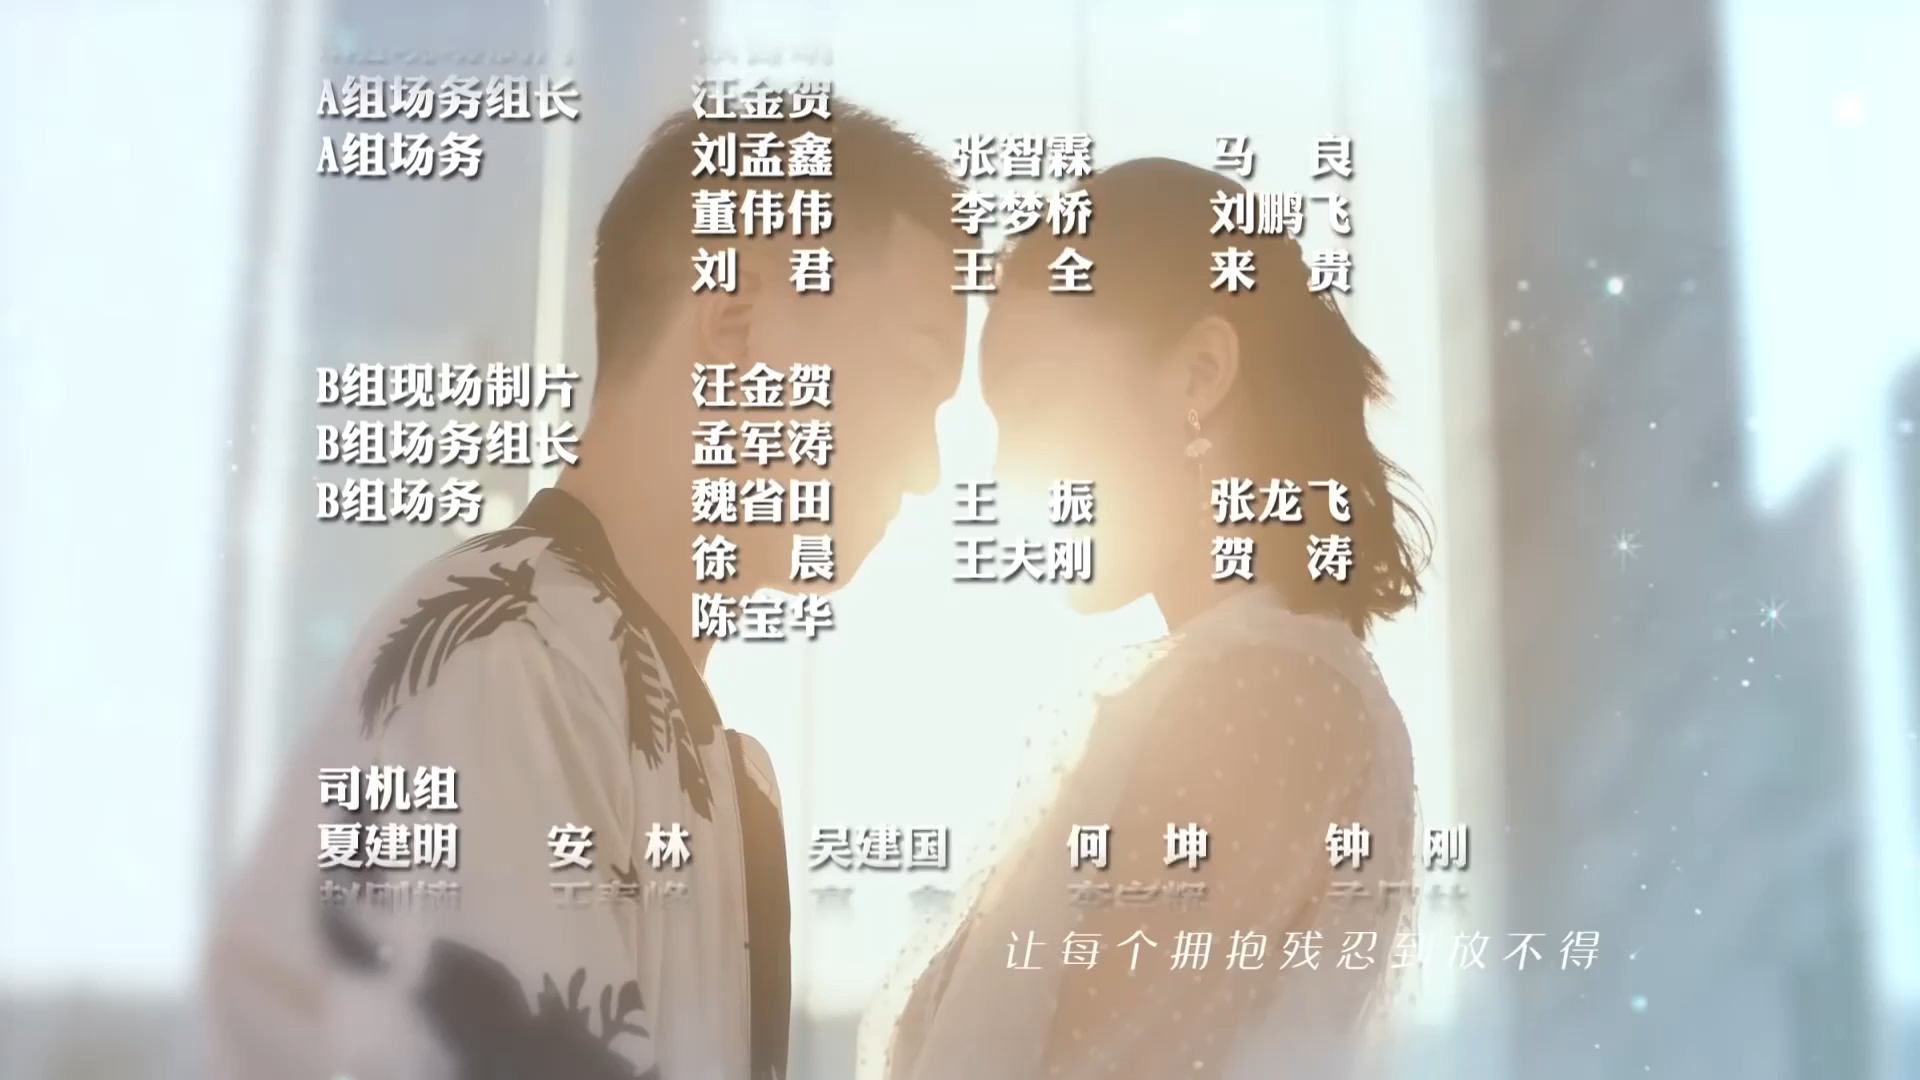 A组场务组长 汪金贺
A组场务 刘孟鑫 张智霖 马 良
董伟伟 李梦桥 刘鹏飞
刘 君 王 全 来 贵
B组现场制片 汪金贺
B组场务组长 孟军涛
B组场务 魏省田 王 振 张龙飞
徐 晨 王夫刚 贺 涛
陈宝华
司机组
夏建明 安 林 吴建国 何 坤 钟 刚
让每个拥抱残忍到放不得